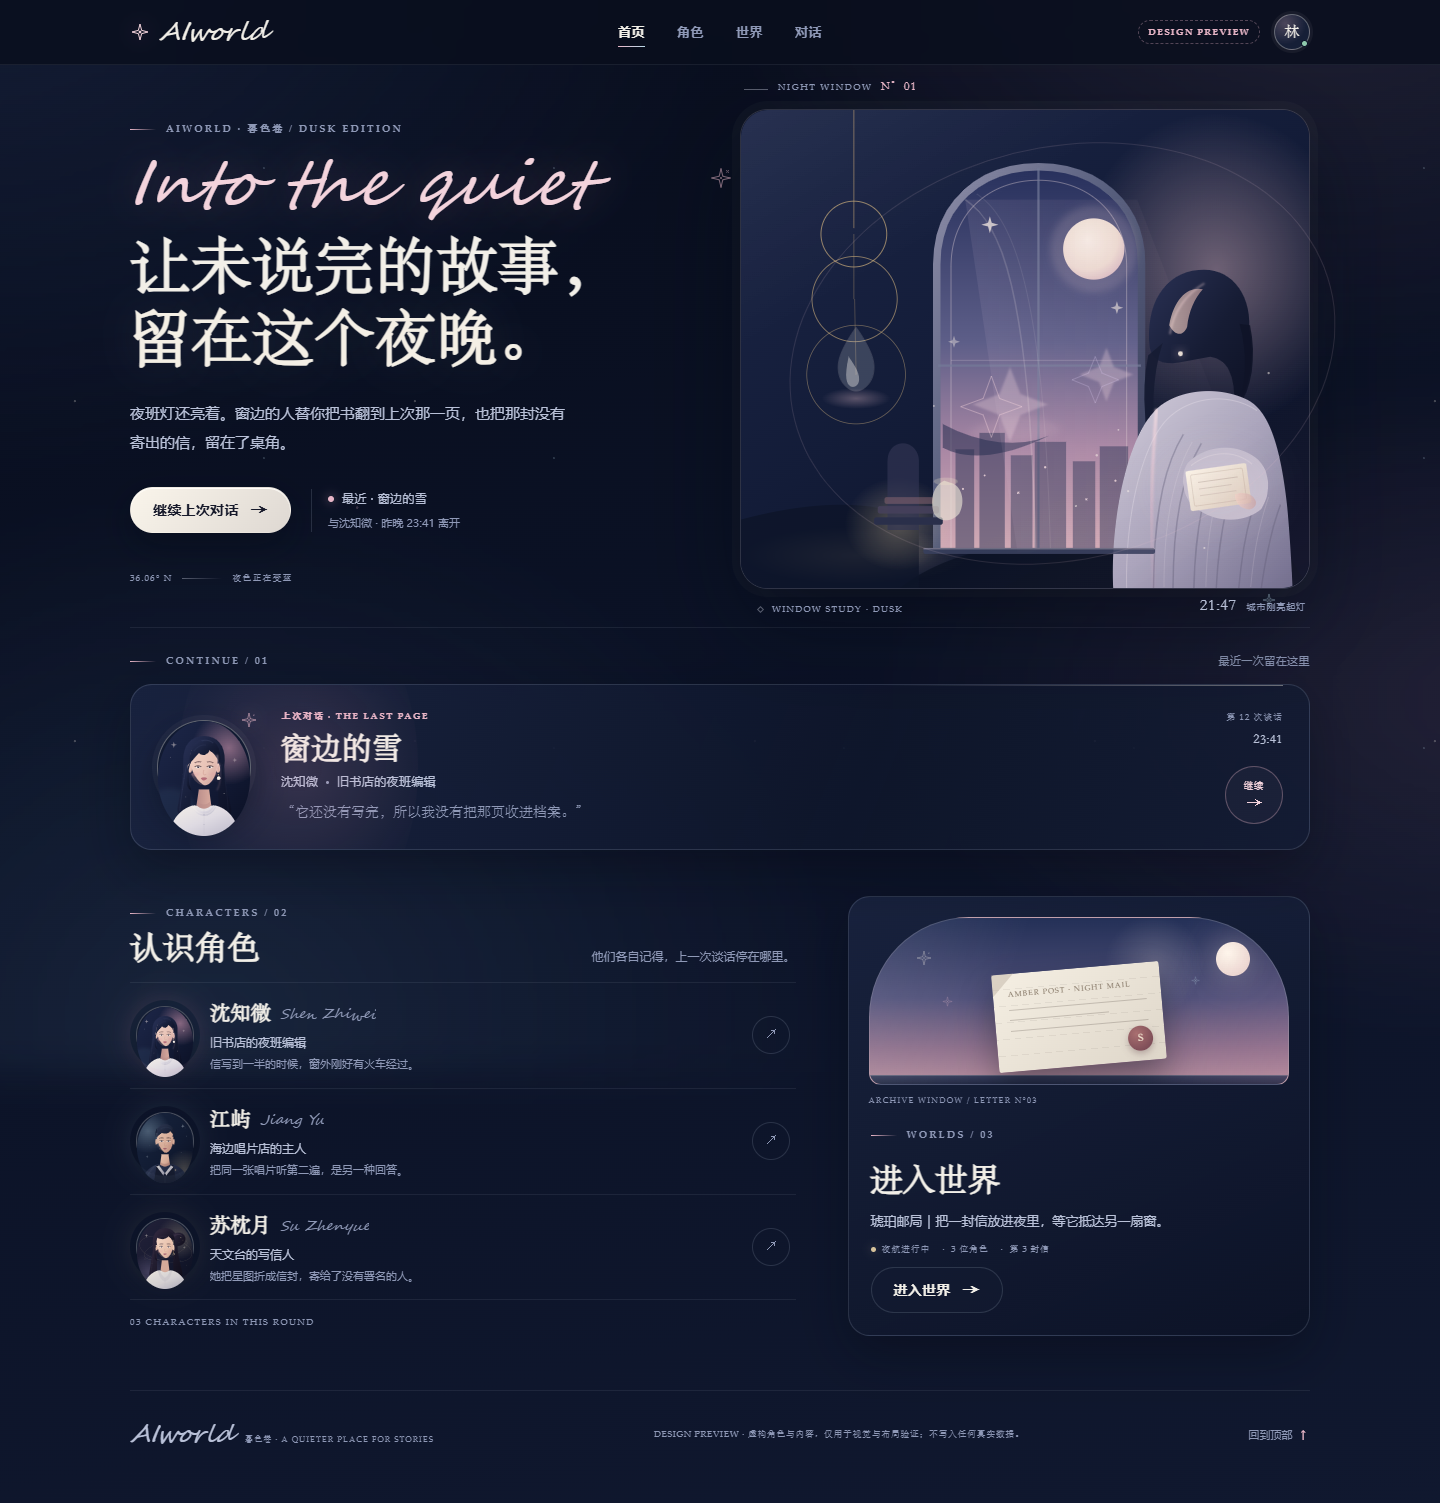 AIworld
首页 角色 世界 对话
DESIGN PREVIEW
林
NIGHT WINDOW N° 01
AIWORLD · 暮色卷 / DUSK EDITION
Into the quiet
让未说完的故事，
留在这个夜晚。
夜班灯还亮着。窗边的人替你把书翻到上次那一页，也把那封没有
寄出的信，留在了桌角。
继续上次对话 →
最近 · 窗边的雪
与沈知微 · 昨晚 23:41 离开
36.06° N 夜色正在变蓝
WINDOW STUDY · DUSK
21:47 城市刚亮起灯
CONTINUE / 01
最近一次留在这里
上次对话 · THE LAST PAGE
窗边的雪
沈知微 · 旧书店的夜班编辑
“它还没有写完，所以我没有把那页收进档案。”
第 12 次谈话
23:41
继续
→
CHARACTERS / 02
认识角色
他们各自记得，上一次谈话停在哪里。
沈知微 Shen Zhiwei
旧书店的夜班编辑
信写到一半的时候，窗外刚好有火车经过。
↗
江屿 Jiang Yu
海边唱片店的主人
把同一张唱片听第二遍，是另一种回答。
↗
苏枕月 Su Zhenyue
天文台的写信人
她把星图折成信封，寄给了没有署名的人。
↗
03 CHARACTERS IN THIS ROUND
AMBER POST · NIGHT MAIL
S
ARCHIVE WINDOW / LETTER N°03
WORLDS / 03
进入世界
琥珀邮局 | 把一封信放进夜里，等它抵达另一扇窗。
夜航进行中 · 3 位角色 · 第 3 封信
进入世界 →
AIworld 暮色卷 · A QUIETER PLACE FOR STORIES
DESIGN PREVIEW · 虚构角色与内容，仅用于视觉与布局验证；不写入任何真实数据。
回到顶部 ↑